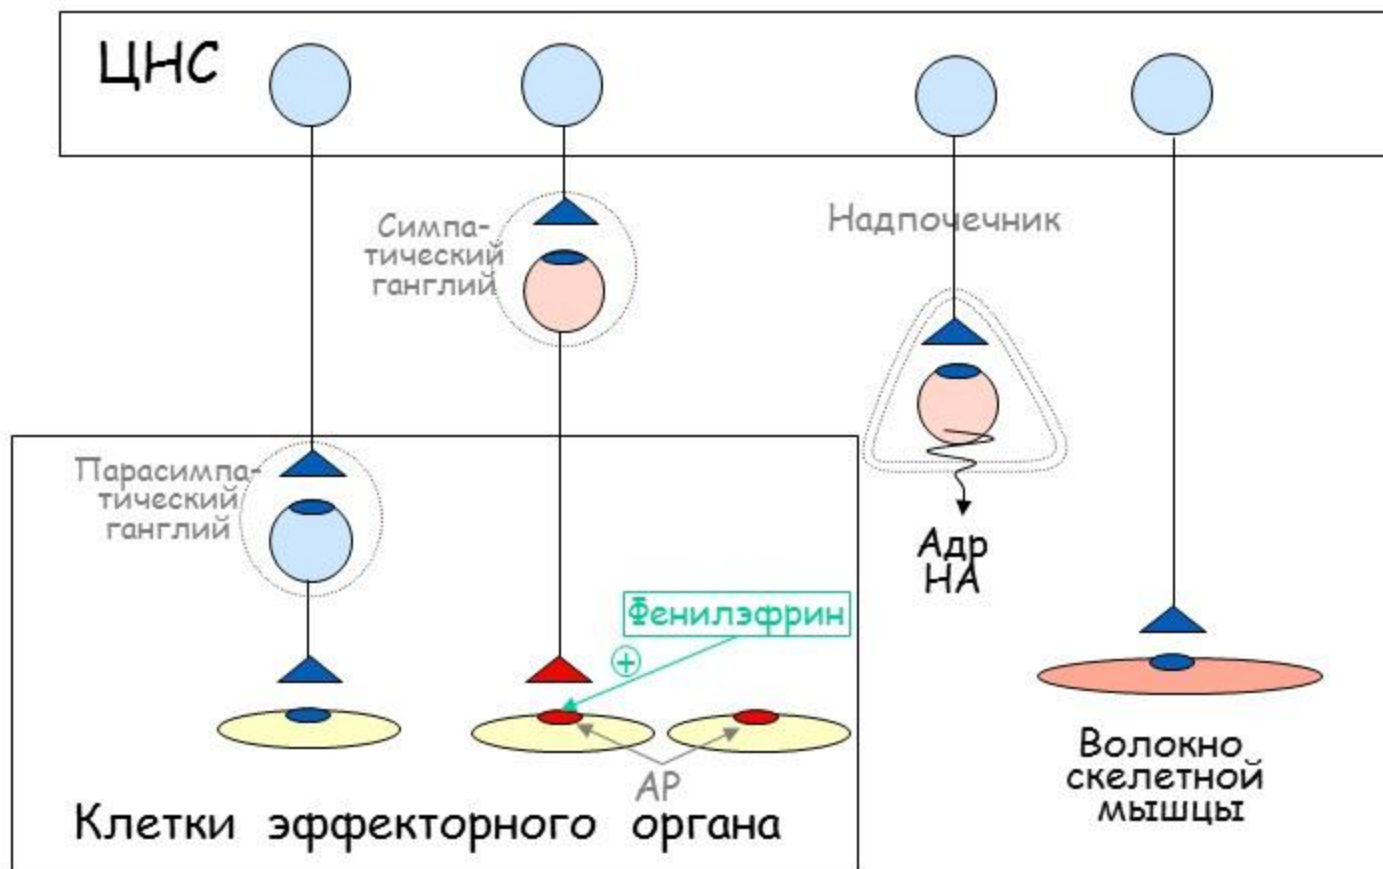 ЦНС
Симпа-
тический
ганглий
Надпочечник
Парасимпа-
тический
ганглий
Адр
НА
Фенилэфрин
+
АР
Волокно
скелетной
мышцы
Клетки эффекторного органа